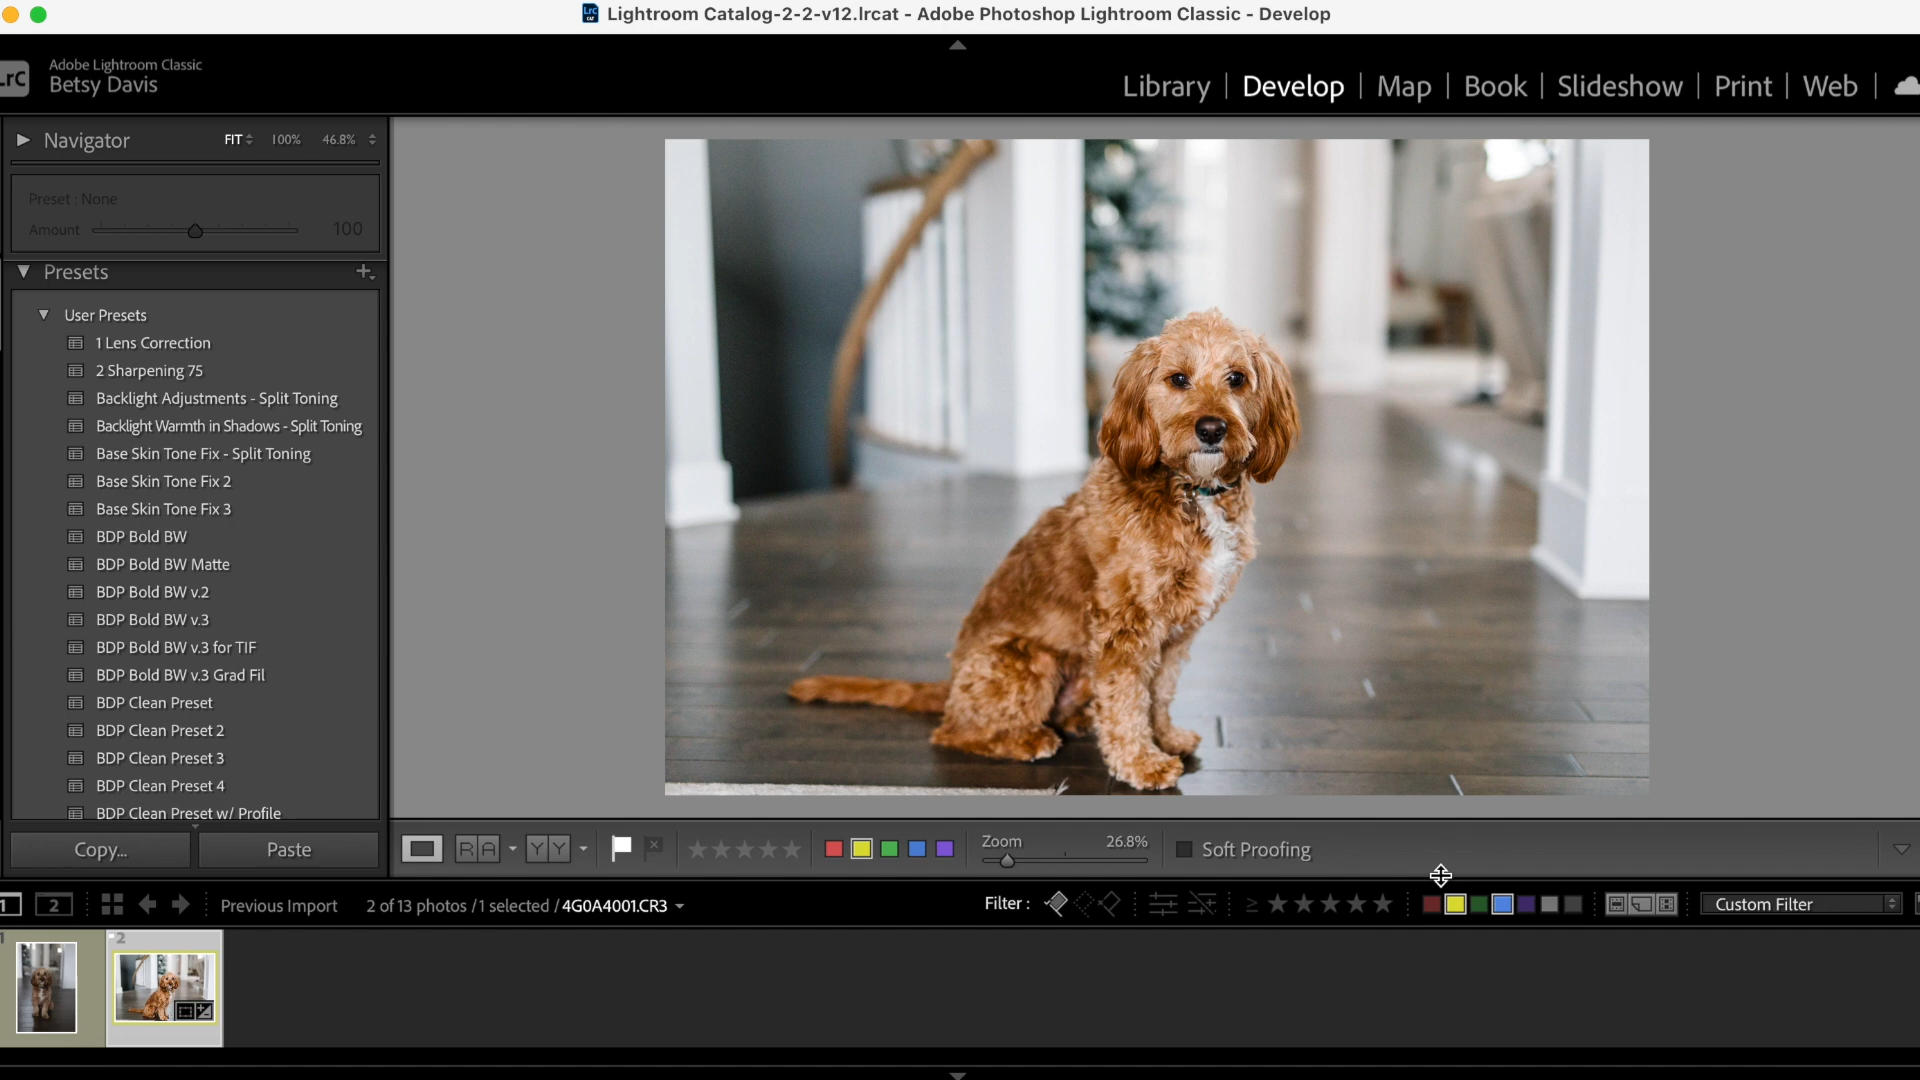 Lightroom Catalog-2-2-v12.lrcat - Adobe Photoshop Lightroom Classic - Develop
LrC
Adobe Lightroom Classic
Betsy Davis
Library | Develop | Map | Book | Slideshow | Print | Web |
Navigator FIT 100% 46.8%
Preset : None
Amount 100
Presets
User Presets
1 Lens Correction
2 Sharpening 75
Backlight Adjustments - Split Toning
Backlight Warmth in Shadows - Split Toning
Base Skin Tone Fix - Split Toning
Base Skin Tone Fix 2
Base Skin Tone Fix 3
BDP Bold BW
BDP Bold BW Matte
BDP Bold BW v.2
BDP Bold BW v.3
BDP Bold BW v.3 for TIF
BDP Bold BW v.3 Grad Fil
BDP Clean Preset
BDP Clean Preset 2
BDP Clean Preset 3
BDP Clean Preset 4
BDP Clean Preset w/ Profile
Copy... Paste
R A Y Y
Zoom 26.8%
Soft Proofing
1 2 Previous Import 2 of 13 photos / 1 selected / 4G0A4001.CR3 Filter : ≥ Custom Filter
1 2